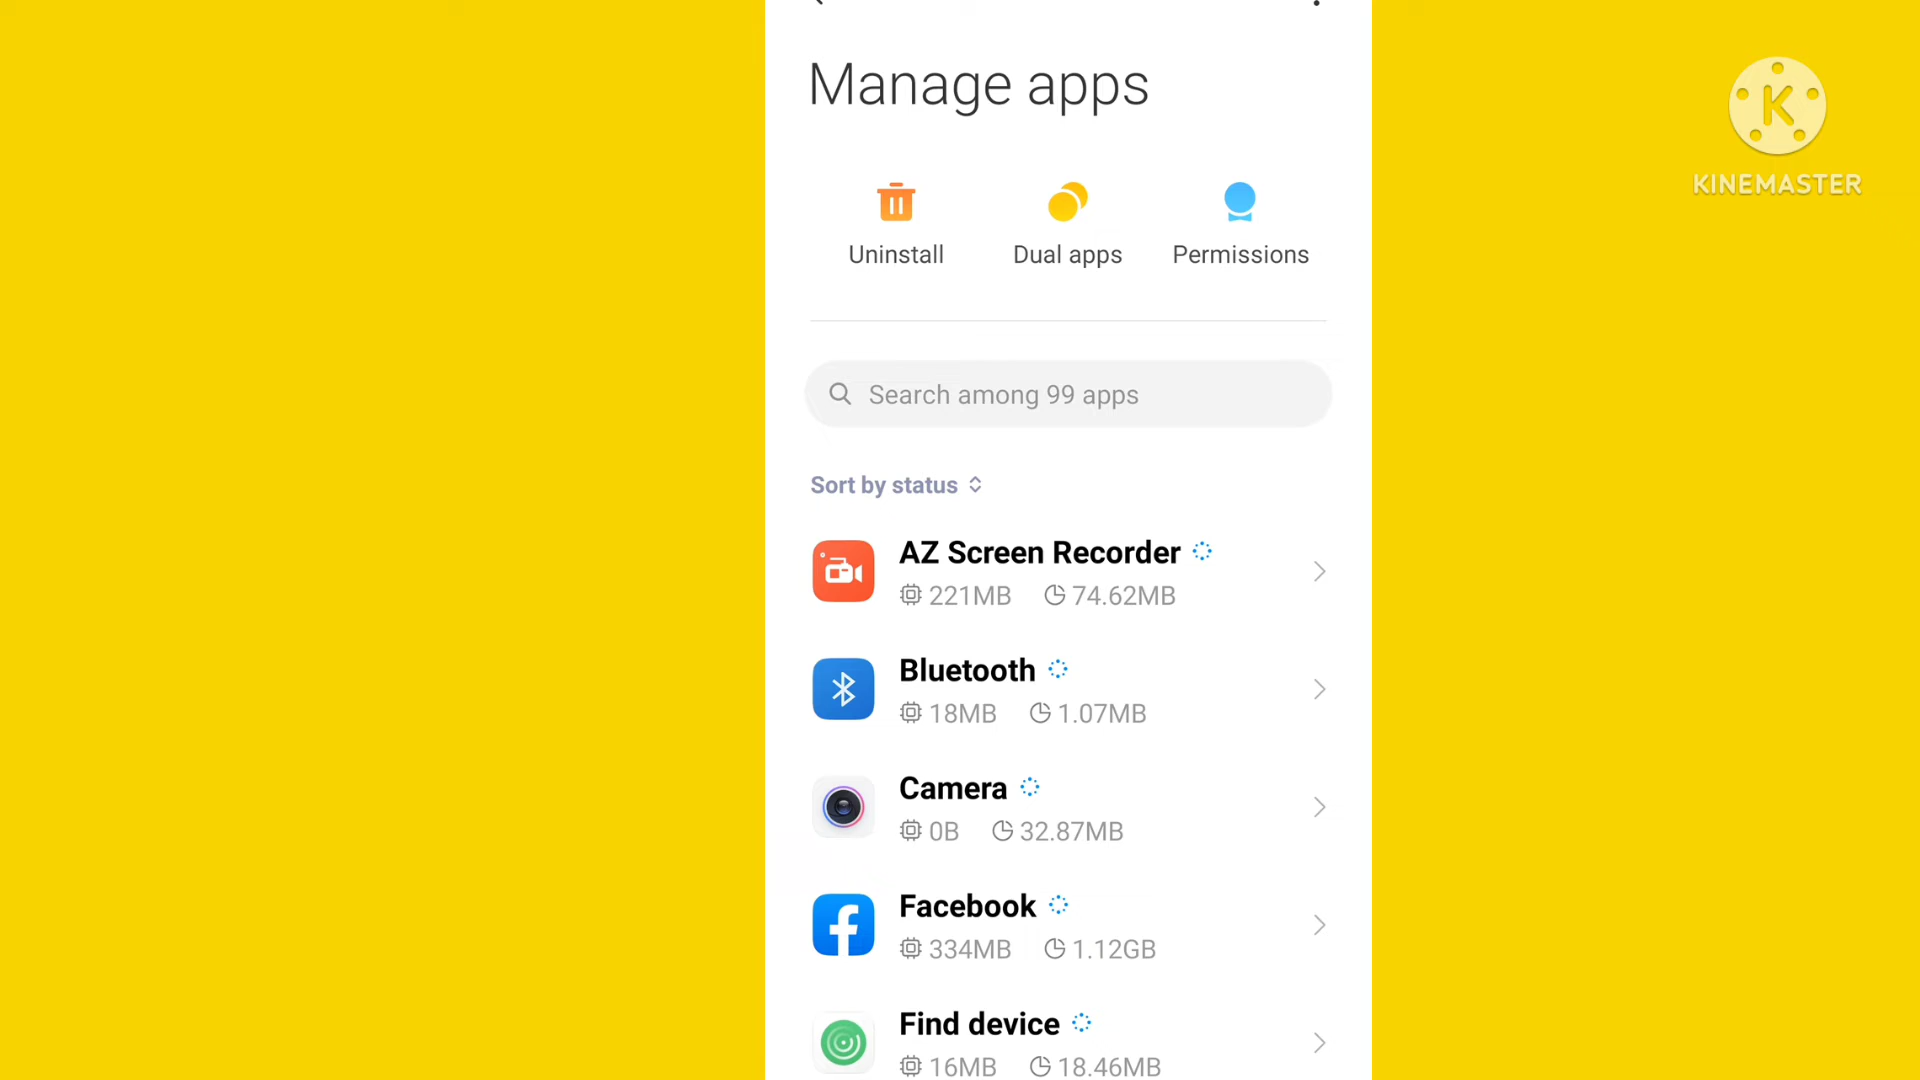 Manage apps
KINEMASTER
Uninstall Dual apps Permissions
Search among 99 apps
Sort by status
AZ Screen Recorder
221MB 74.62MB
Bluetooth
18MB 1.07MB
Camera
0B 32.87MB
Facebook
334MB 1.12GB
Find device
16MB 18.46MB